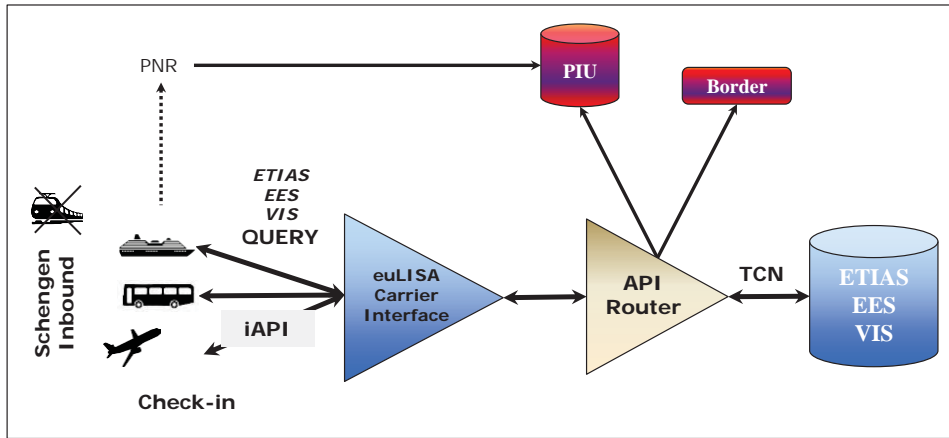 PNR
PIU
Border
ETIAS
EES
VIS
QUERY
Schengen
Inbound
euLISA
Carrier
Interface
API
Router
TCN
ETIAS
EES
VIS
iAPI
Check-in